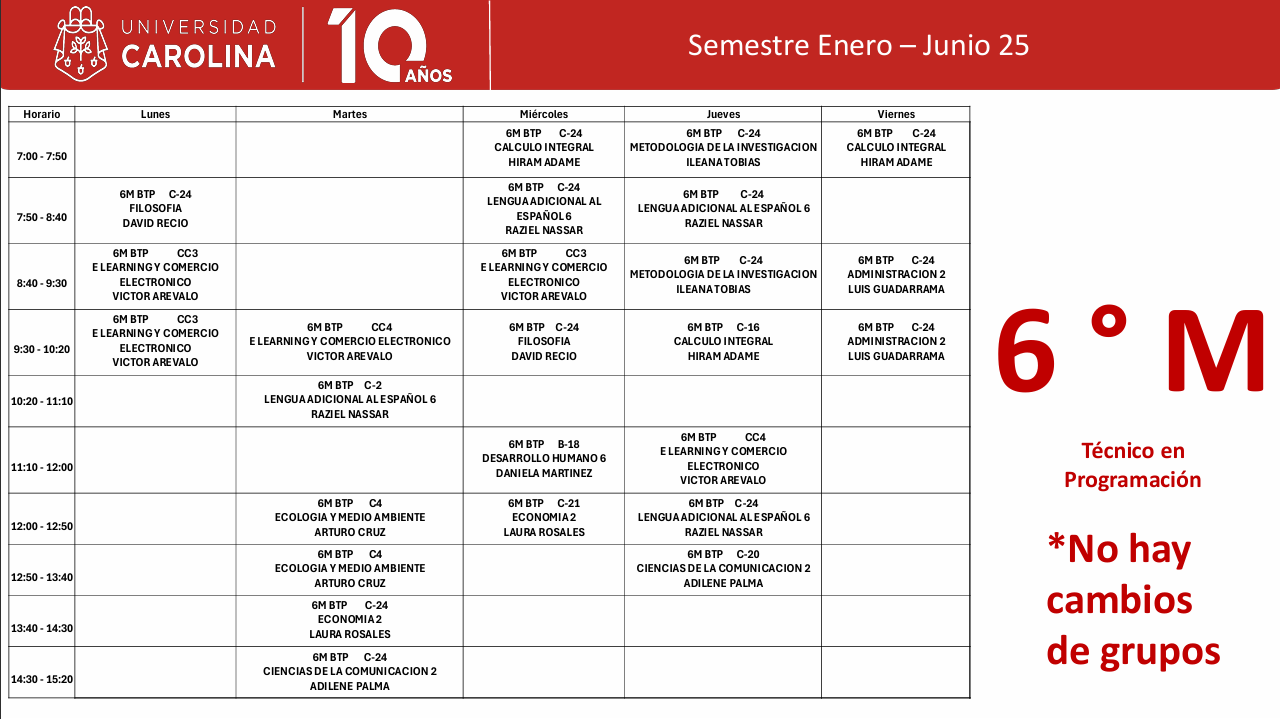 UNIVERSIDAD
CAROLINA
10 AÑOS
Semestre Enero – Junio 25
Horario Lunes Martes Miércoles Jueves Viernes
7:00 - 7:50
6M BTP C-24
CALCULO INTEGRAL
HIRAM ADAME
6M BTP C-24
METODOLOGIA DE LA INVESTIGACION
ILEANA TOBIAS
6M BTP C-24
CALCULO INTEGRAL
HIRAM ADAME
7:50 - 8:40
6M BTP C-24
FILOSOFIA
DAVID RECIO
6M BTP C-24
LENGUA ADICIONAL AL
ESPAÑOL 6
RAZIEL NASSAR
6M BTP C-24
LENGUA ADICIONAL AL ESPAÑOL 6
RAZIEL NASSAR
8:40 - 9:30
6M BTP CC3
E LEARNING Y COMERCIO
ELECTRONICO
VICTOR AREVALO
6M BTP CC3
E LEARNING Y COMERCIO
ELECTRONICO
VICTOR AREVALO
6M BTP C-24
METODOLOGIA DE LA INVESTIGACION
ILEANA TOBIAS
6M BTP C-24
ADMINISTRACION 2
LUIS GUADARRAMA
9:30 - 10:20
6M BTP CC3
E LEARNING Y COMERCIO
ELECTRONICO
VICTOR AREVALO
6M BTP CC4
E LEARNING Y COMERCIO ELECTRONICO
VICTOR AREVALO
6M BTP C-24
FILOSOFIA
DAVID RECIO
6M BTP C-16
CALCULO INTEGRAL
HIRAM ADAME
6M BTP C-24
ADMINISTRACION 2
LUIS GUADARRAMA
10:20 - 11:10
6M BTP C-2
LENGUA ADICIONAL AL ESPAÑOL 6
RAZIEL NASSAR
11:10 - 12:00
6M BTP B-18
DESARROLLO HUMANO 6
DANIELA MARTINEZ
6M BTP CC4
E LEARNING Y COMERCIO
ELECTRONICO
VICTOR AREVALO
12:00 - 12:50
6M BTP C4
ECOLOGIA Y MEDIO AMBIENTE
ARTURO CRUZ
6M BTP C-21
ECONOMIA 2
LAURA ROSALES
6M BTP C-24
LENGUA ADICIONAL AL ESPAÑOL 6
RAZIEL NASSAR
12:50 - 13:40
6M BTP C4
ECOLOGIA Y MEDIO AMBIENTE
ARTURO CRUZ
6M BTP C-20
CIENCIAS DE LA COMUNICACION 2
ADILENE PALMA
13:40 - 14:30
6M BTP C-24
ECONOMIA 2
LAURA ROSALES
14:30 - 15:20
6M BTP C-24
CIENCIAS DE LA COMUNICACION 2
ADILENE PALMA
6 ° M
Técnico en
Programación
*No hay
cambios
de grupos